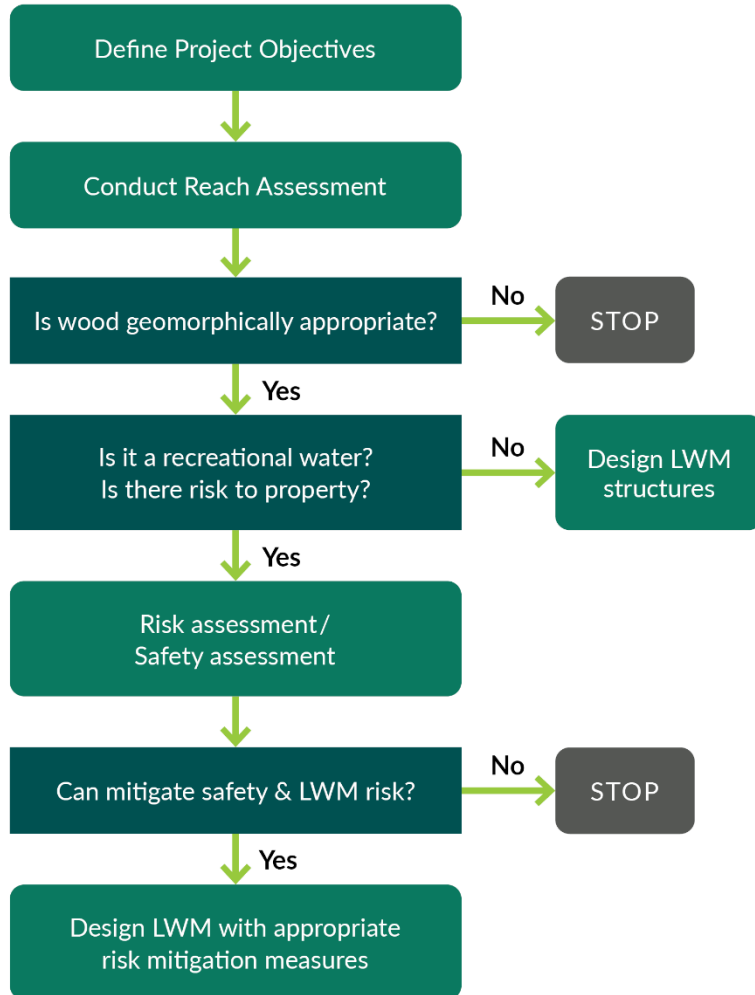 Define Project Objectives
Conduct Reach Assessment
Is wood geomorphically appropriate?
No
STOP
Yes
Is it a recreational water?
Is there risk to property?
No
Design LWM
structures
Yes
Risk assessment/
Safety assessment
Can mitigate safety & LWM risk?
No
STOP
Yes
Design LWM with appropriate
risk mitigation measures